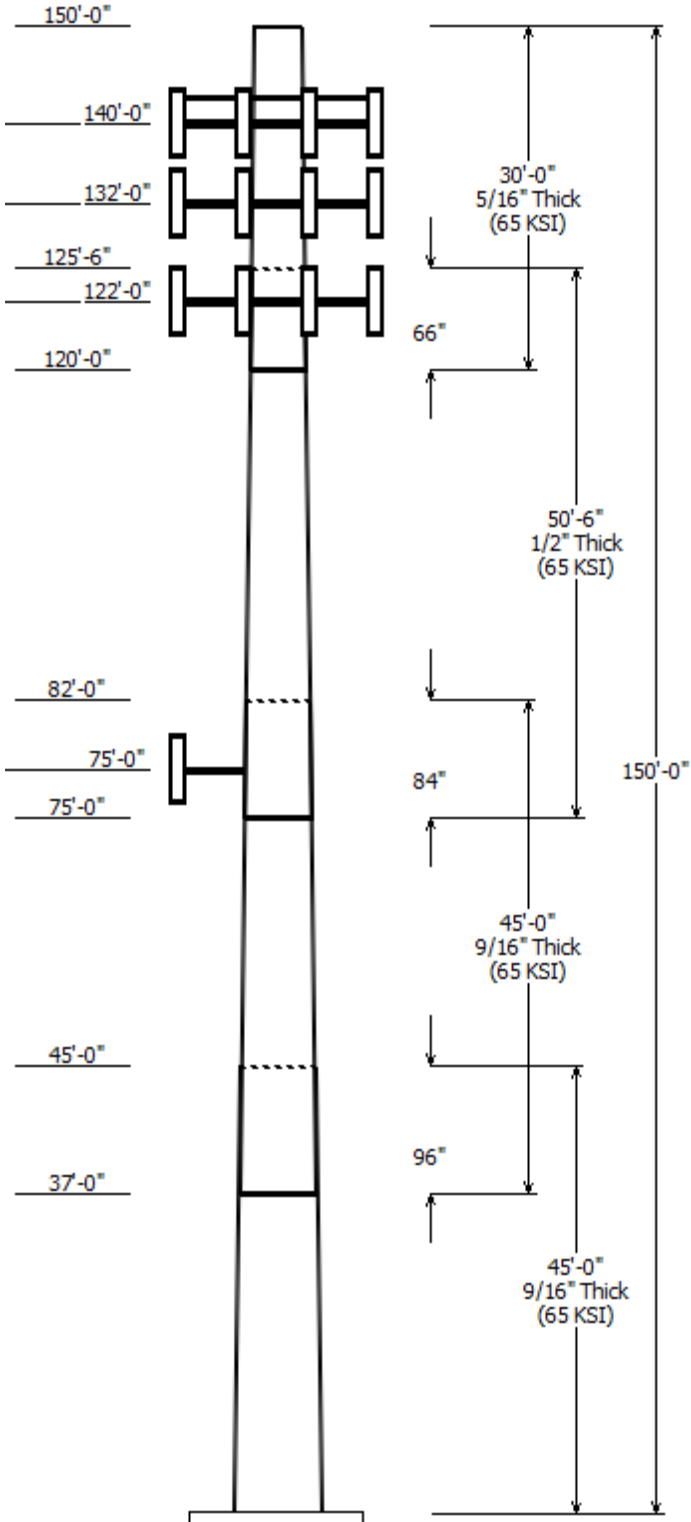 150'-0"
140'-0"
132'-0"
125'-6"
122'-0"
120'-0"
82'-0"
75'-0"
75'-0"
45'-0"
37'-0"
30'-0"
5/16" Thick
(65 KSI)
66"
50'-6"
1/2" Thick
(65 KSI)
84"
150'-0"
45'-0"
9/16" Thick
(65 KSI)
96"
45'-0"
9/16" Thick
(65 KSI)